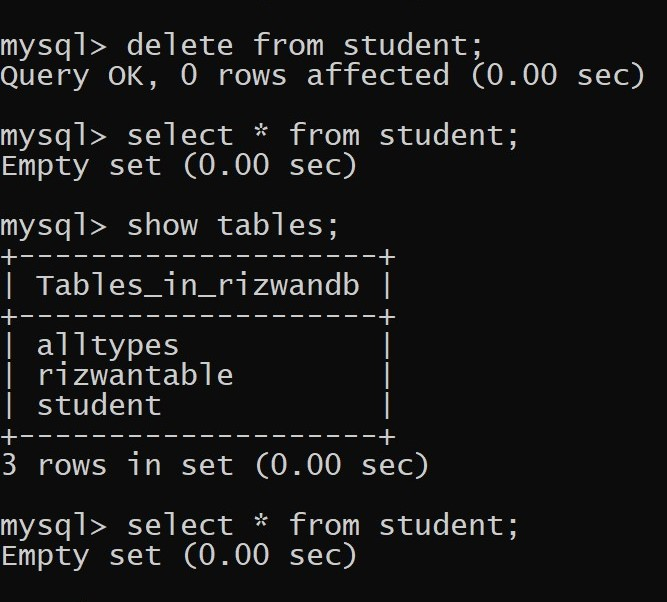 mysql> delete from student;
Query OK, 0 rows affected (0.00 sec)
mysql> select * from student;
Empty set (0.00 sec)
mysql> show tables;
+--------------------+
| Tables_in_rizwandb |
+--------------------+
| alltypes           |
| rizwantable        |
| student            |
+--------------------+
3 rows in set (0.00 sec)
mysql> select * from student;
Empty set (0.00 sec)